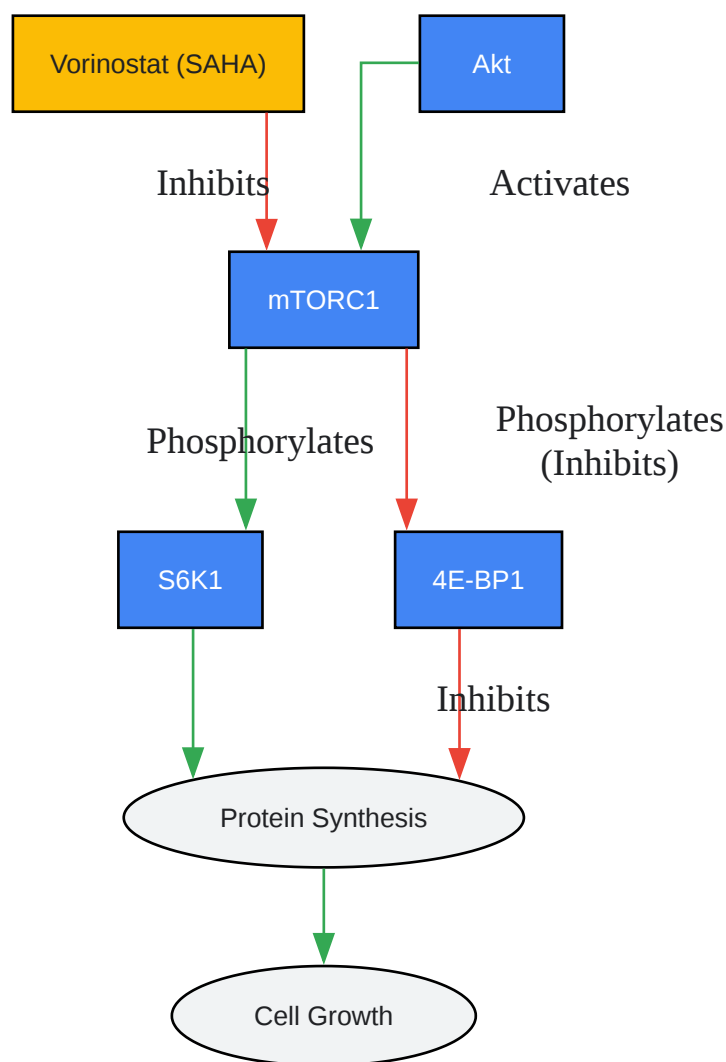 Vorinostat (SAHA)
Akt
Inhibits
Activates
mTORC1
Phosphorylates
Phosphorylates
(Inhibits)
S6K1
4E-BP1
Inhibits
Protein Synthesis
Cell Growth